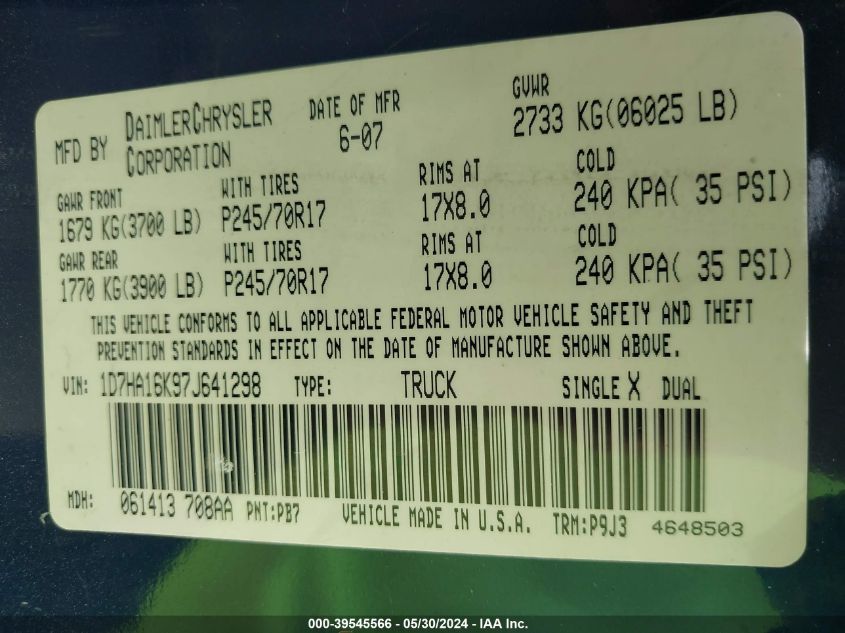 MFD BY DAIMLERCHRYSLER CORPORATION DATE OF MFR 6-07 GVWR 2733 KG(06025 LB)
GAWR FRONT WITH TIRES RIMS AT COLD
1679 KG(3700 LB) P245/70R17 17X8.0 240 KPA( 35 PSI)
GAWR REAR WITH TIRES RIMS AT COLD
1770 KG(3900 LB) P245/70R17 17X8.0 240 KPA( 35 PSI)
THIS VEHICLE CONFORMS TO ALL APPLICABLE FEDERAL MOTOR VEHICLE SAFETY AND THEFT
PREVENTION STANDARDS IN EFFECT ON THE DATE OF MANUFACTURE SHOWN ABOVE.
VIN: 1D7HA16K97J641298 TYPE: TRUCK SINGLE X DUAL
MDH: 061413 708AA PNT:PB7 VEHICLE MADE IN U.S.A. TRM:P9J3 4648503
000-39545566 - 05/30/2024 - IAA Inc.